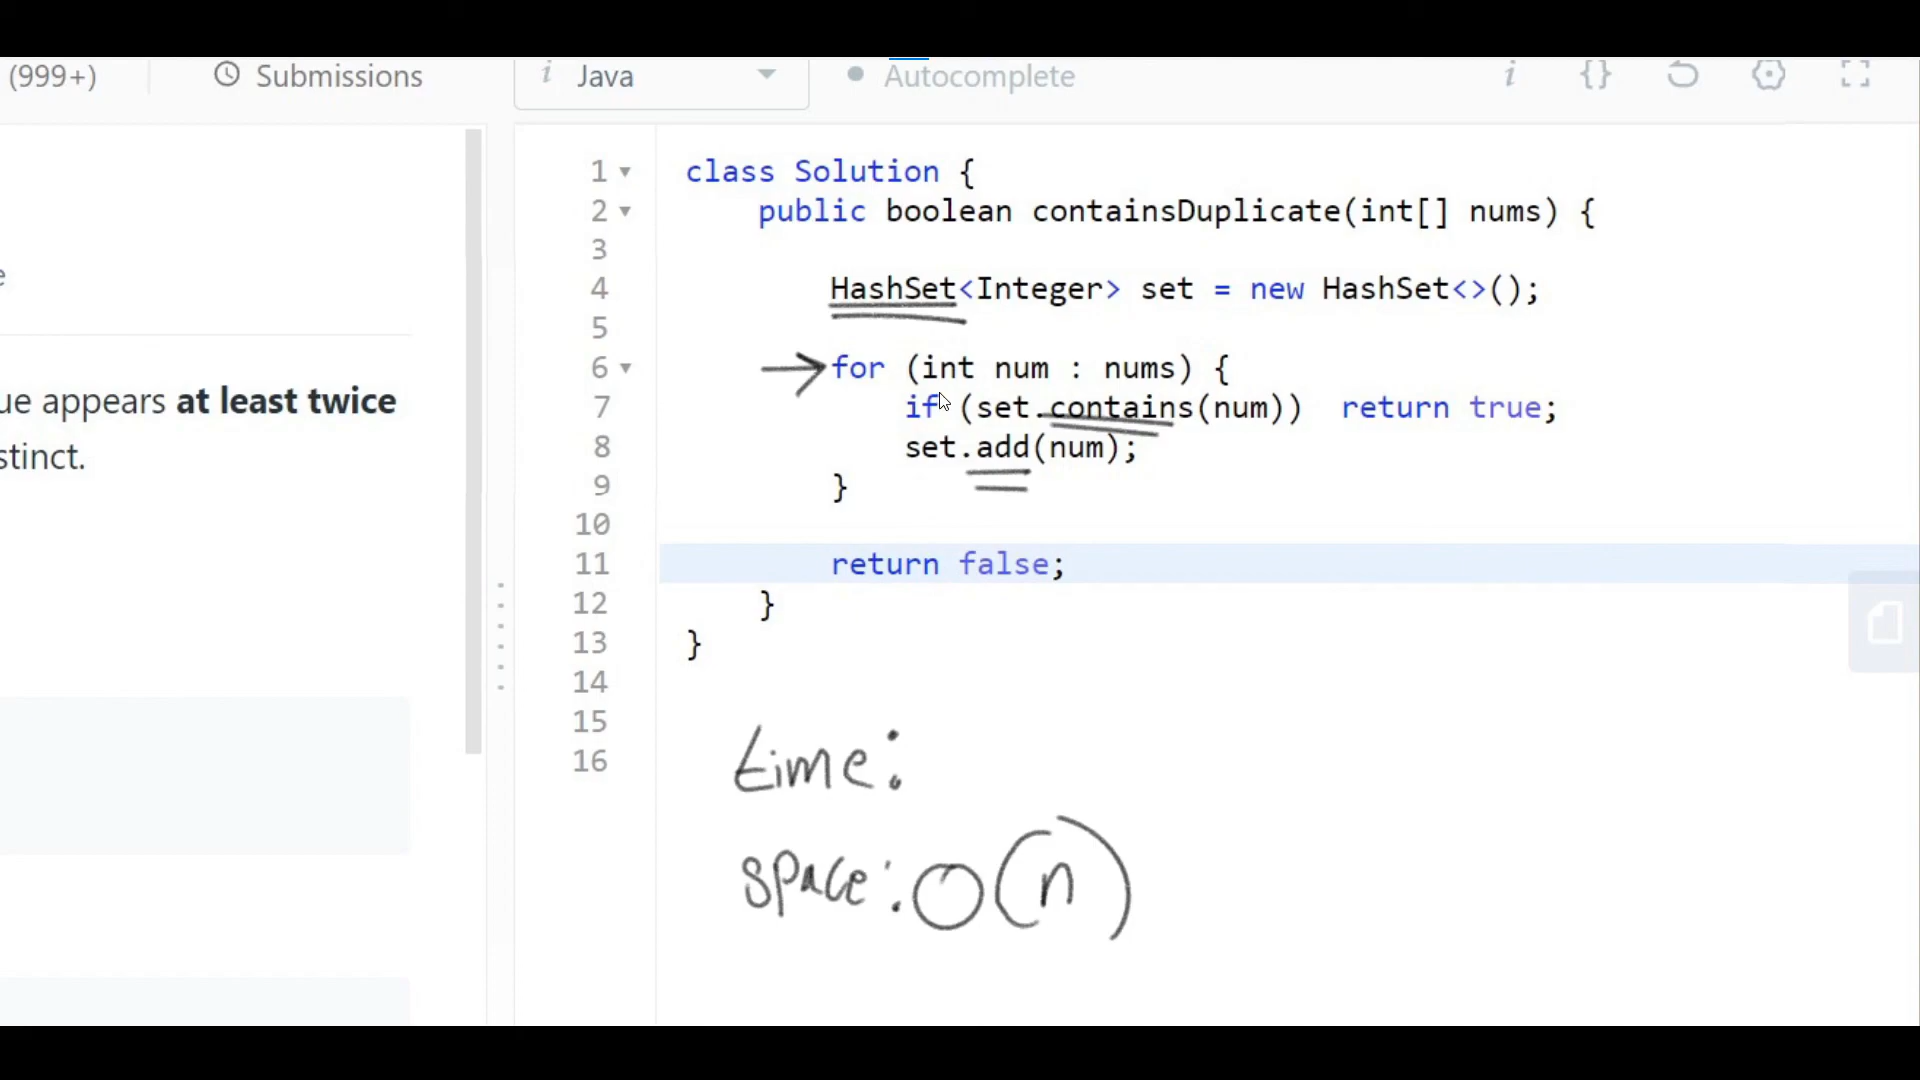 (999+) Submissions i Java Autocomplete i {}
1 class Solution {
2 public boolean containsDuplicate(int[] nums) {
3
4 HashSet<Integer> set = new HashSet<>();
5
6 for (int num : nums) {
7 if (set.contains(num)) return true;
8 set.add(num);
9 }
10
11 return false;
12 }
13 }
14
15
16
e
ue appears at least twice
stinct.
time:
space: O(n)